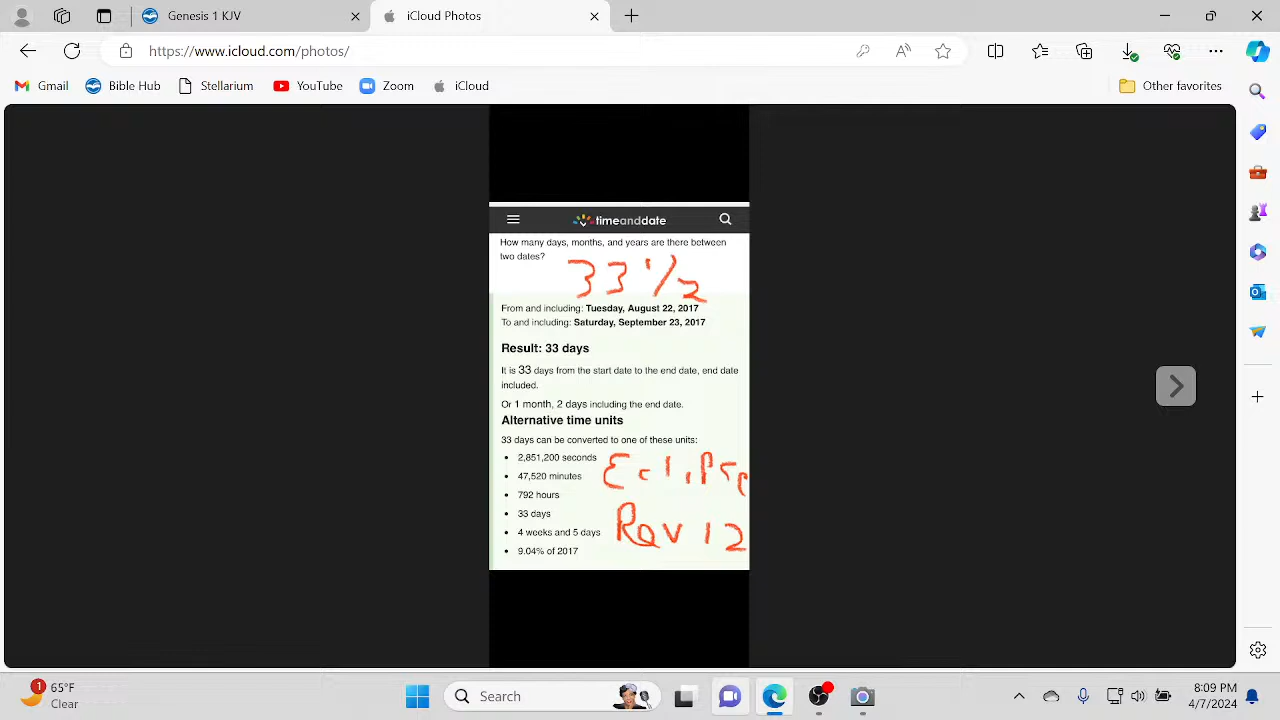 Genesis 1 KJV
iCloud Photos
https://www.icloud.com/photos/
Gmail
Bible Hub
Stellarium
YouTube
Zoom
iCloud
Other favorites
timeanddate
How many days, months, and years are there between
two dates?
33 1/2
From and including: Tuesday, August 22, 2017
To and including: Saturday, September 23, 2017
Result: 33 days
It is 33 days from the start date to the end date, end date
included.
Or 1 month, 2 days including the end date.
Alternative time units
33 days can be converted to one of these units:
2,851,200 seconds
Eclipse
47,520 minutes
792 hours
33 days
Rev 12
4 weeks and 5 days
9.04% of 2017
1
65°F
Clear
Search
8:09 PM
4/7/2024